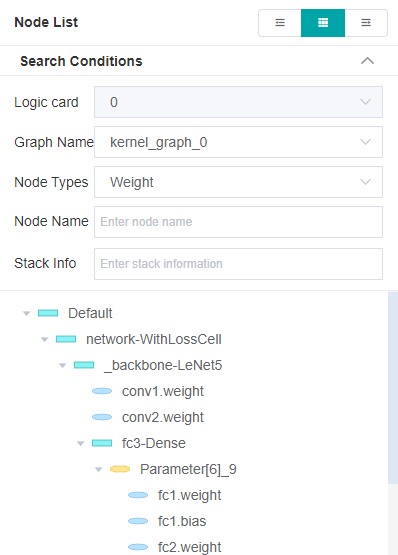 Node List
Search Conditions
Logic card 0
Graph Name kernel_graph_0
Node Types Weight
Node Name Enter node name
Stack Info Enter stack information
Default
network-WithLossCell
_backbone-LeNet5
conv1.weight
conv2.weight
fc3-Dense
Parameter[6]_9
fc1.weight
fc1.bias
fc2.weight